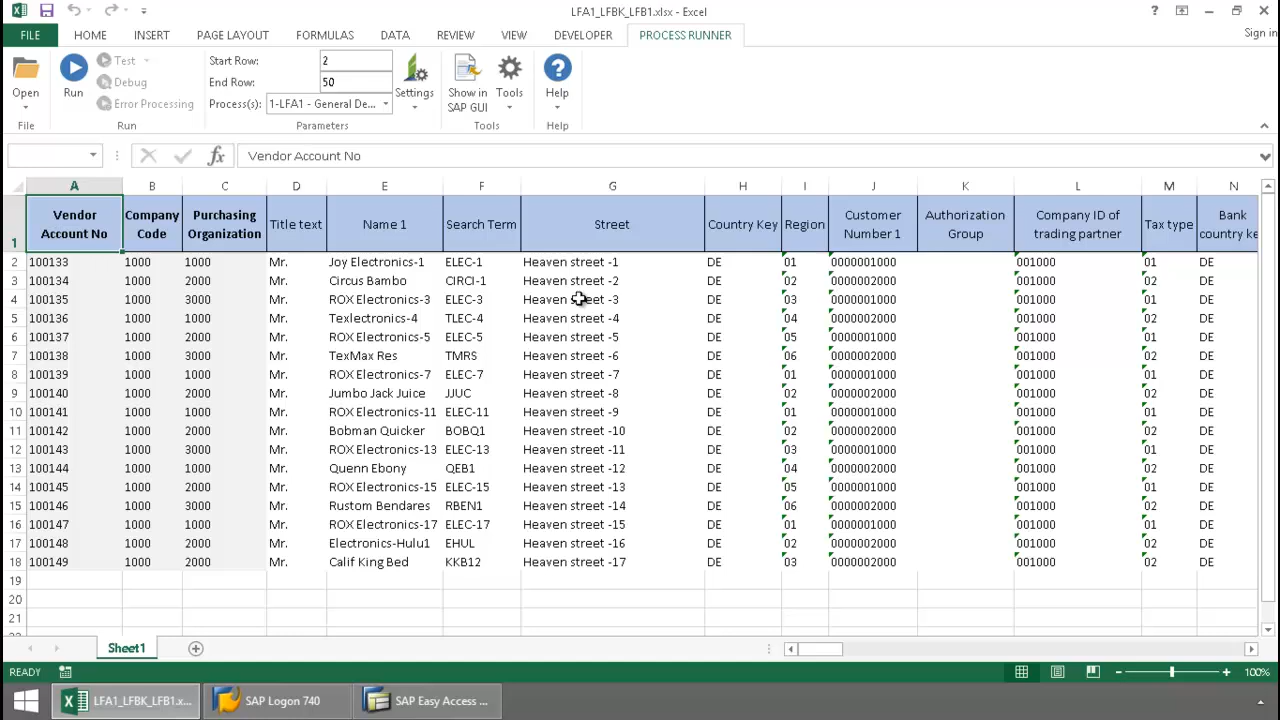 LFA1_LFBK_LFB1.xlsx - Excel
Sign in
FILE HOME INSERT PAGE LAYOUT FORMULAS DATA REVIEW VIEW DEVELOPER PROCESS RUNNER
Open
File
Run
Test
Debug
Error Processing
Run
Start Row: 2
End Row: 50
Process(s): 1-LFA1 - General De...
Parameters
Settings
Show in
SAP GUI
Tools
Tools
Help
Help
fx Vendor Account No
A B C D E F G H I J K L M N
1 Vendor Account No Company Code Purchasing Organization Title text Name 1 Search Term Street Country Key Region Customer Number 1 Authorization Group Company ID of trading partner Tax type Bank country ke
2 100133 1000 1000 Mr. Joy Electronics-1 ELEC-1 Heaven street -1 DE 01 0000001000 001000 01 DE
3 100134 1000 2000 Mr. Circus Bambo CIRCI-1 Heaven street -2 DE 02 0000002000 001000 02 DE
4 100135 1000 3000 Mr. ROX Electronics-3 ELEC-3 Heaven street -3 DE 03 0000001000 001000 01 DE
5 100136 1000 1000 Mr. Texlectronics-4 TLEC-4 Heaven street -4 DE 04 0000002000 001000 02 DE
6 100137 1000 2000 Mr. ROX Electronics-5 ELEC-5 Heaven street -5 DE 05 0000001000 001000 01 DE
7 100138 1000 3000 Mr. TexMax Res TMRS Heaven street -6 DE 06 0000002000 001000 02 DE
8 100139 1000 1000 Mr. ROX Electronics-7 ELEC-7 Heaven street -7 DE 01 0000001000 001000 01 DE
9 100140 1000 2000 Mr. Jumbo Jack Juice JJUC Heaven street -8 DE 02 0000002000 001000 02 DE
10 100141 1000 1000 Mr. ROX Electronics-11 ELEC-11 Heaven street -9 DE 01 0000001000 001000 01 DE
11 100142 1000 2000 Mr. Bobman Quicker BOBQ1 Heaven street -10 DE 02 0000002000 001000 02 DE
12 100143 1000 3000 Mr. ROX Electronics-13 ELEC-13 Heaven street -11 DE 03 0000001000 001000 01 DE
13 100144 1000 1000 Mr. Quenn Ebony QEB1 Heaven street -12 DE 04 0000002000 001000 02 DE
14 100145 1000 2000 Mr. ROX Electronics-15 ELEC-15 Heaven street -13 DE 05 0000001000 001000 01 DE
15 100146 1000 3000 Mr. Rustom Bendares RBEN1 Heaven street -14 DE 06 0000002000 001000 02 DE
16 100147 1000 1000 Mr. ROX Electronics-17 ELEC-17 Heaven street -15 DE 01 0000001000 001000 01 DE
17 100148 1000 2000 Mr. Electronics-Hulu1 EHUL Heaven street -16 DE 02 0000002000 001000 02 DE
18 100149 1000 2000 Mr. Calif King Bed KKB12 Heaven street -17 DE 03 0000002000 001000 02 DE
19
20
21
Sheet1
READY 100%
LFA1_LFBK_LFB1.x... SAP Logon 740 SAP Easy Access ...